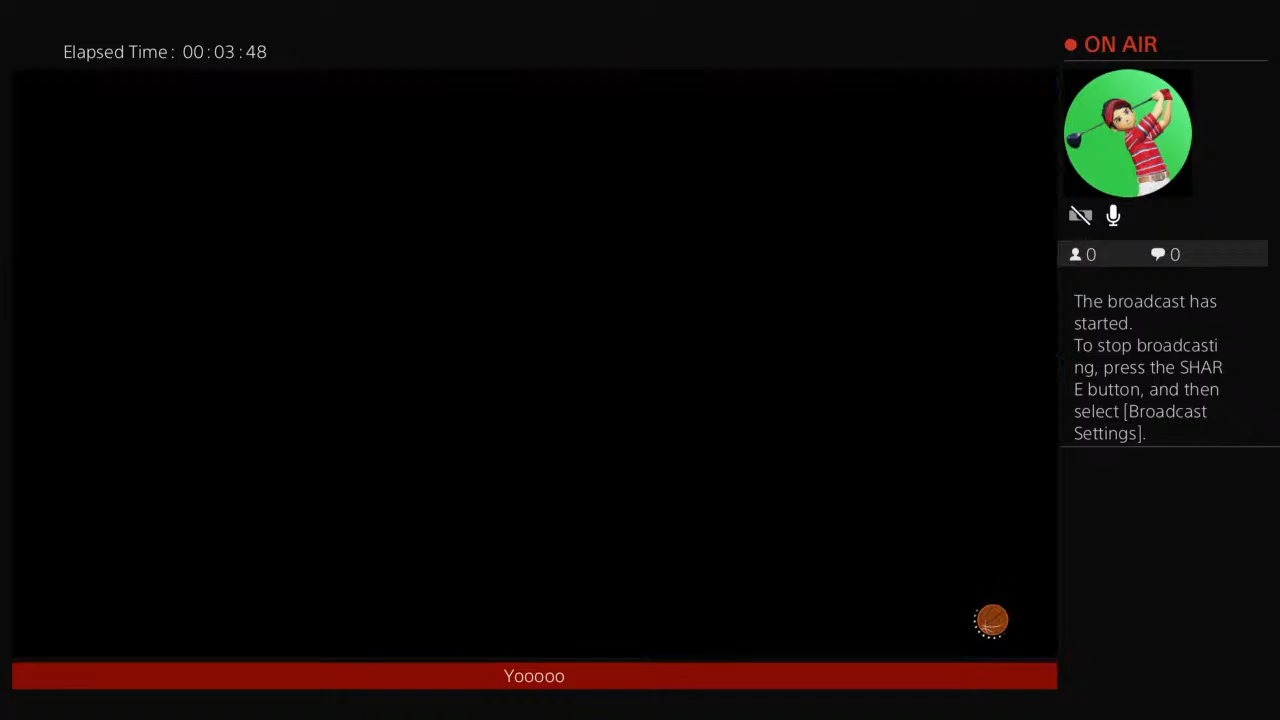 Elapsed Time: 00:03:48
ON AIR
0 0
The broadcast has
started.
To stop broadcasti
ng, press the SHAR
E button, and then
select [Broadcast
Settings].
Yooooo